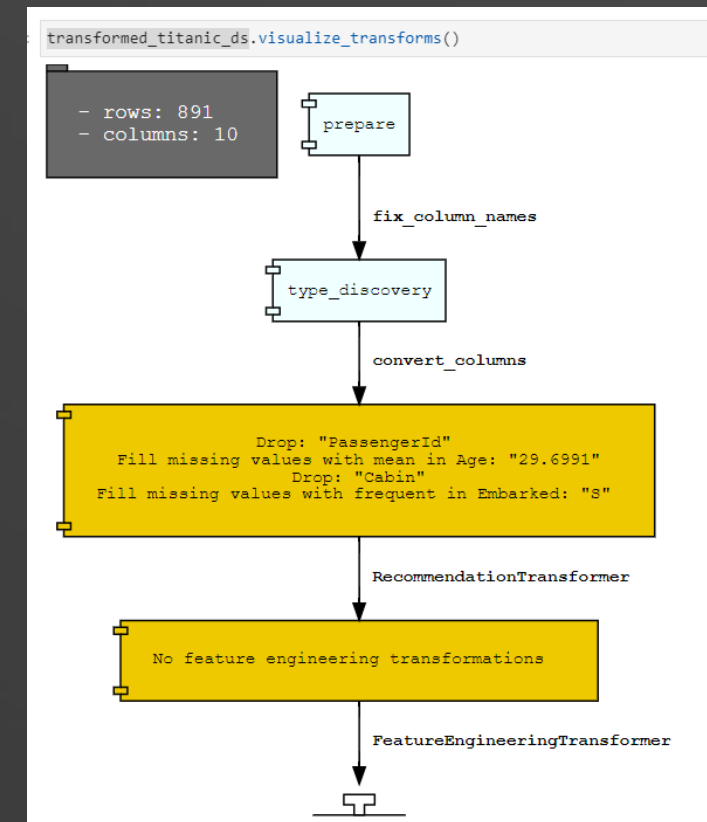 transformed_titanic_ds.visualize_transforms()
- rows: 891
- columns: 10
prepare
fix_column_names
type_discovery
convert_columns
Drop: "PassengerId"
Fill missing values with mean in Age: "29.6991"
Drop: "Cabin"
Fill missing values with frequent in Embarked: "S"
RecommendationTransformer
No feature engineering transformations
FeatureEngineeringTransformer